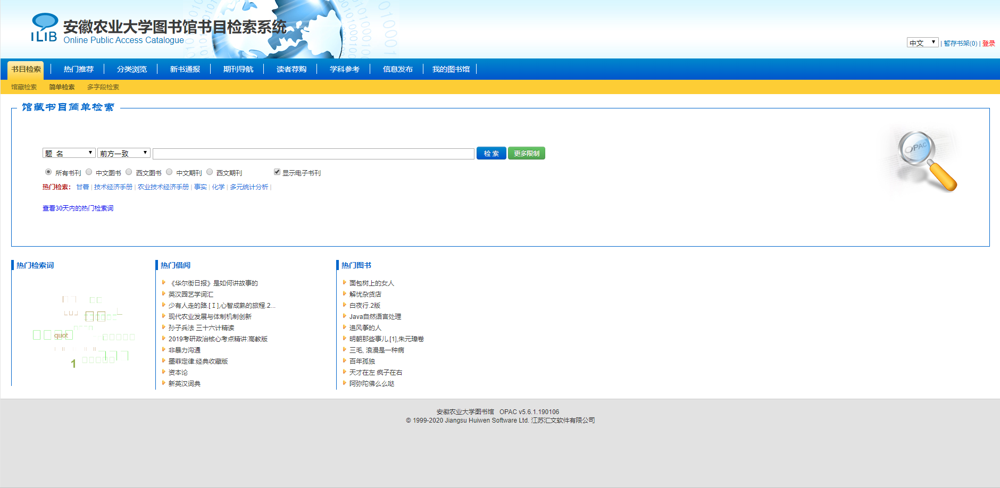 ILIB
安徽农业大学图书馆书目检索系统
Online Public Access Catalogue
中文 | 暂存书架(0) | 登录
书目检索 热门推荐 分类浏览 新书通报 期刊导航 读者荐购 学科参考 信息发布 我的图书馆
馆藏检索 简单检索 多字段检索
馆藏书目简单检索
OPAC
题 名 前方一致 检 索 更多限制
所有书刊 中文图书 西文图书 中文期刊 西文期刊 显示电子书刊
热门检索: 甘蓉 | 技术经济手册 | 农业技术经济手册 | 事实 | 化学 | 多元统计分析 |
查看30天内的热门检索词
热门检索词
quot
1
热门借阅
《华尔街日报》是如何讲故事的
英汉园艺学词汇
少有人走的路.[Ⅰ],心智成熟的旅程.2...
现代农业发展与体制机制创新
孙子兵法 三十六计精读
2019考研政治核心考点精讲:高教版
非暴力沟通
墨菲定律:经典收藏版
资本论
新英汉词典
热门图书
面包树上的女人
解忧杂货店
白夜行.2版
Java自然语言处理
追风筝的人
明朝那些事儿.[1],朱元璋卷
三毛, 浪漫是一种病
百年孤独
天才在左 疯子在右
阿弥陀佛么么哒
安徽农业大学图书馆 OPAC v5.6.1.190106
© 1999-2020 Jiangsu Huiwen Software Ltd. 江苏汇文软件有限公司